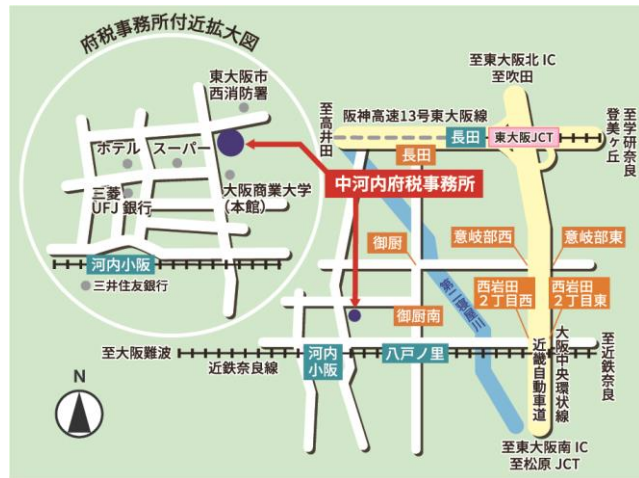 府税事務所付近拡大図
東大阪市
西消防署
ホテル
スーパー
三菱
UFJ 銀行
大阪商業大学
（本館）
河内小阪
三井住友銀行
中河内府税事務所
至東大阪北 IC
至吹田
至高井田
阪神高速13号東大阪線
長田
東大阪JCT
至学研奈良
登美ヶ丘
長田
御厨
意岐部西
意岐部東
第二寝屋川
西岩田
２丁目西
西岩田
２丁目東
御厨南
至大阪難波
近鉄奈良線
河内
小阪
八戸ノ里
近畿自動車道
大阪中央環状線
至近鉄奈良
N
至東大阪南 IC
至松原 JCT